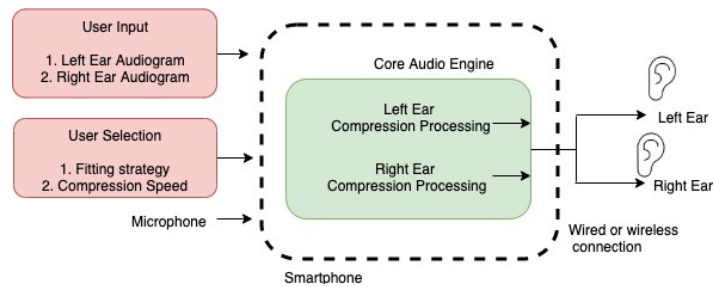 User Input
1. Left Ear Audiogram
2. Right Ear Audiogram
User Selection
1. Fitting strategy
2. Compression Speed
Microphone
Core Audio Engine
Left Ear
Compression Processing
Right Ear
Compression Processing
Smartphone
Left Ear
Right Ear
Wired or wireless
connection